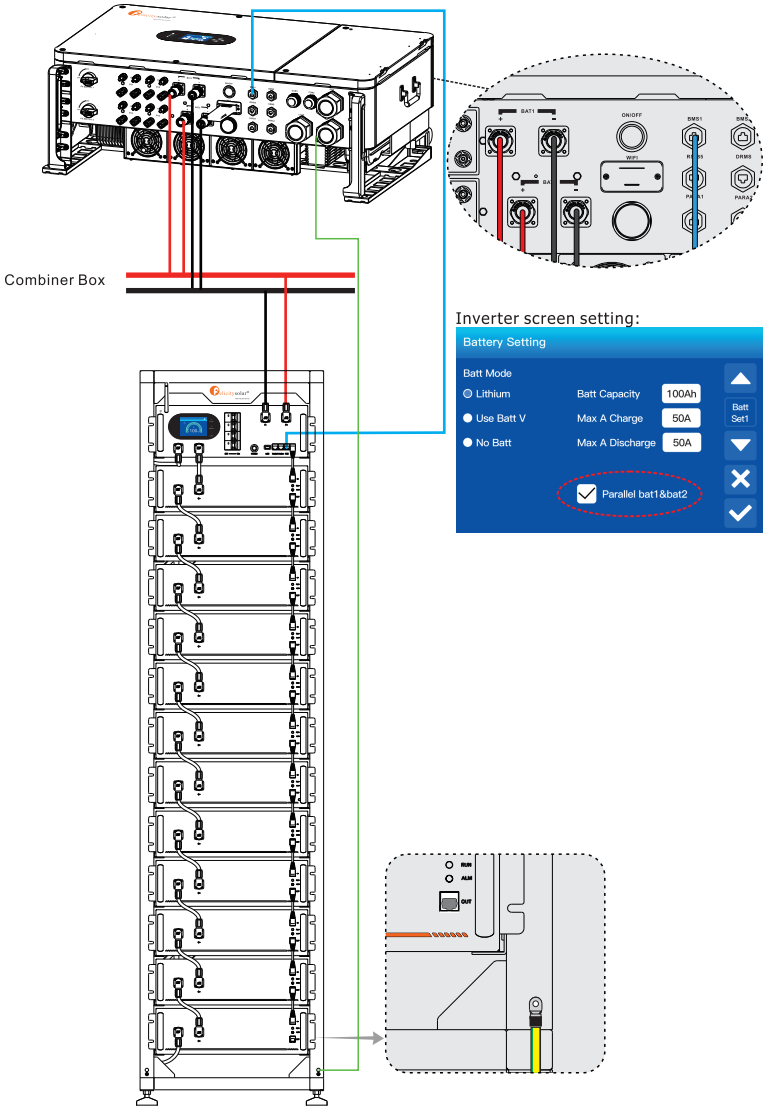 BAT1
ON/OFF
BMS1
WIFI
DRMS
PARA1
Combiner Box
Inverter screen setting:
Battery Setting
Batt Mode
Lithium
Batt Capacity
100Ah
Batt
Set1
Use Batt V
Max A Charge
50A
No Batt
Max A Discharge
50A
Parallel bat1&bat2
RUN
ALM
OUT